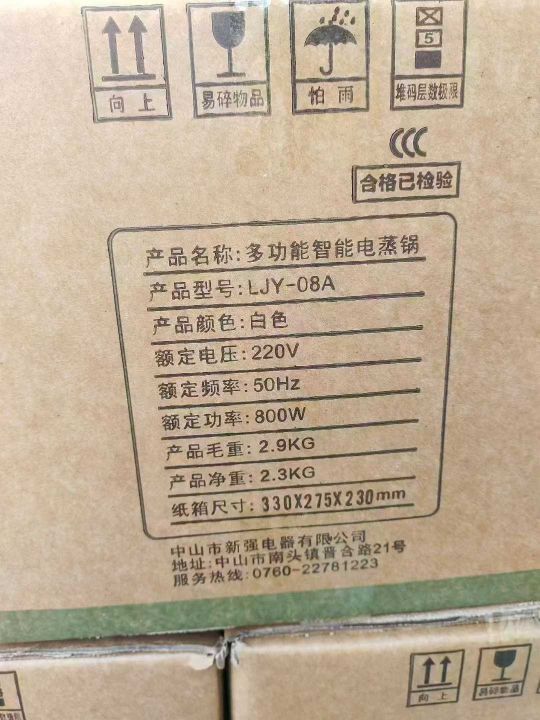 向上
易碎物品
怕雨
5
堆码层数极限
CCC
合格已检验
产品名称:多功能智能电蒸锅
产品型号:LJY-08A
产品颜色:白色
额定电压:220V
额定频率:50Hz
额定功率:800W
产品毛重:2.9KG
产品净重:2.3KG
纸箱尺寸:330X275X230mm
中山市新强电器有限公司
地址:中山市南头镇晋合路21号
服务热线:0760-22781223
向上
易碎物品